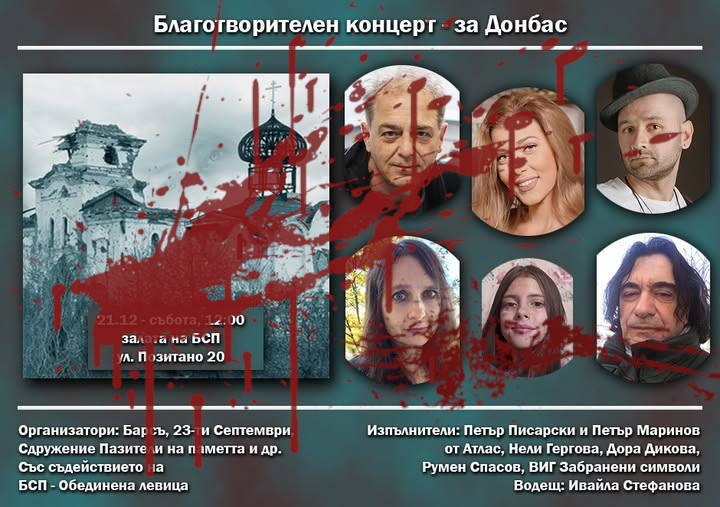 Благотворителен концерт - за Донбас
21.12 - събота, 12:00
залата на БСП
ул. Позитано 20
Организатори: Барсъ, 23-ти Септември,
Сдружение Пазители на паметта и др.
Със съдействието на
БСП - Обединена левица
Изпълнители: Петър Писарски и Петър Маринов
от Атлас, Нели Гергова, Дора Дикова,
Румен Спасов, ВИГ Забранени символи
Водещ: Ивайла Стефанова